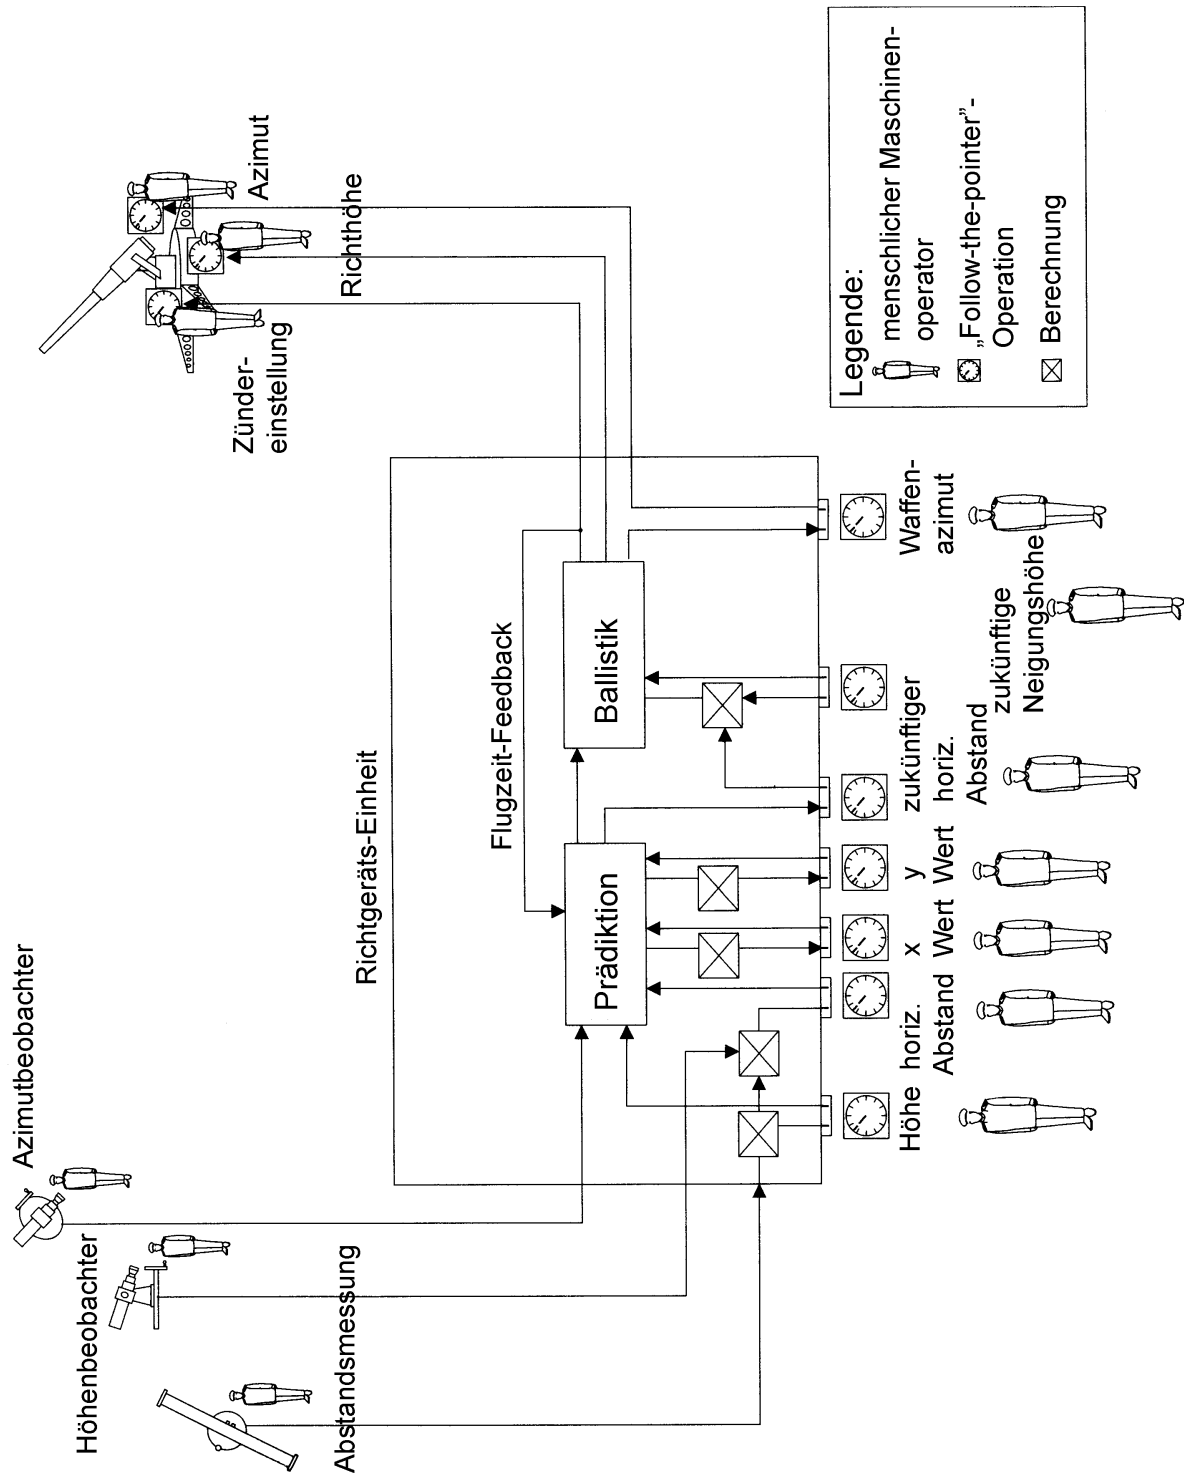 Azimutbeobachter
Höhenbeobachter
Abstandsmessung
Richtgeräts-Einheit
Flugzeit-Feedback
Prädiktion
Ballistik
Höhe
horiz.
Abstand
x
Wert
y
Wert
zukünftiger
horiz.
Abstand
zukünftige
Neigungshöhe
Waffen-
azimut
Zünder-
einstellung
Richthöhe
Azimut
Legende:
menschlicher Maschinen-
operator
„Follow-the-pointer”-
Operation
Berechnung